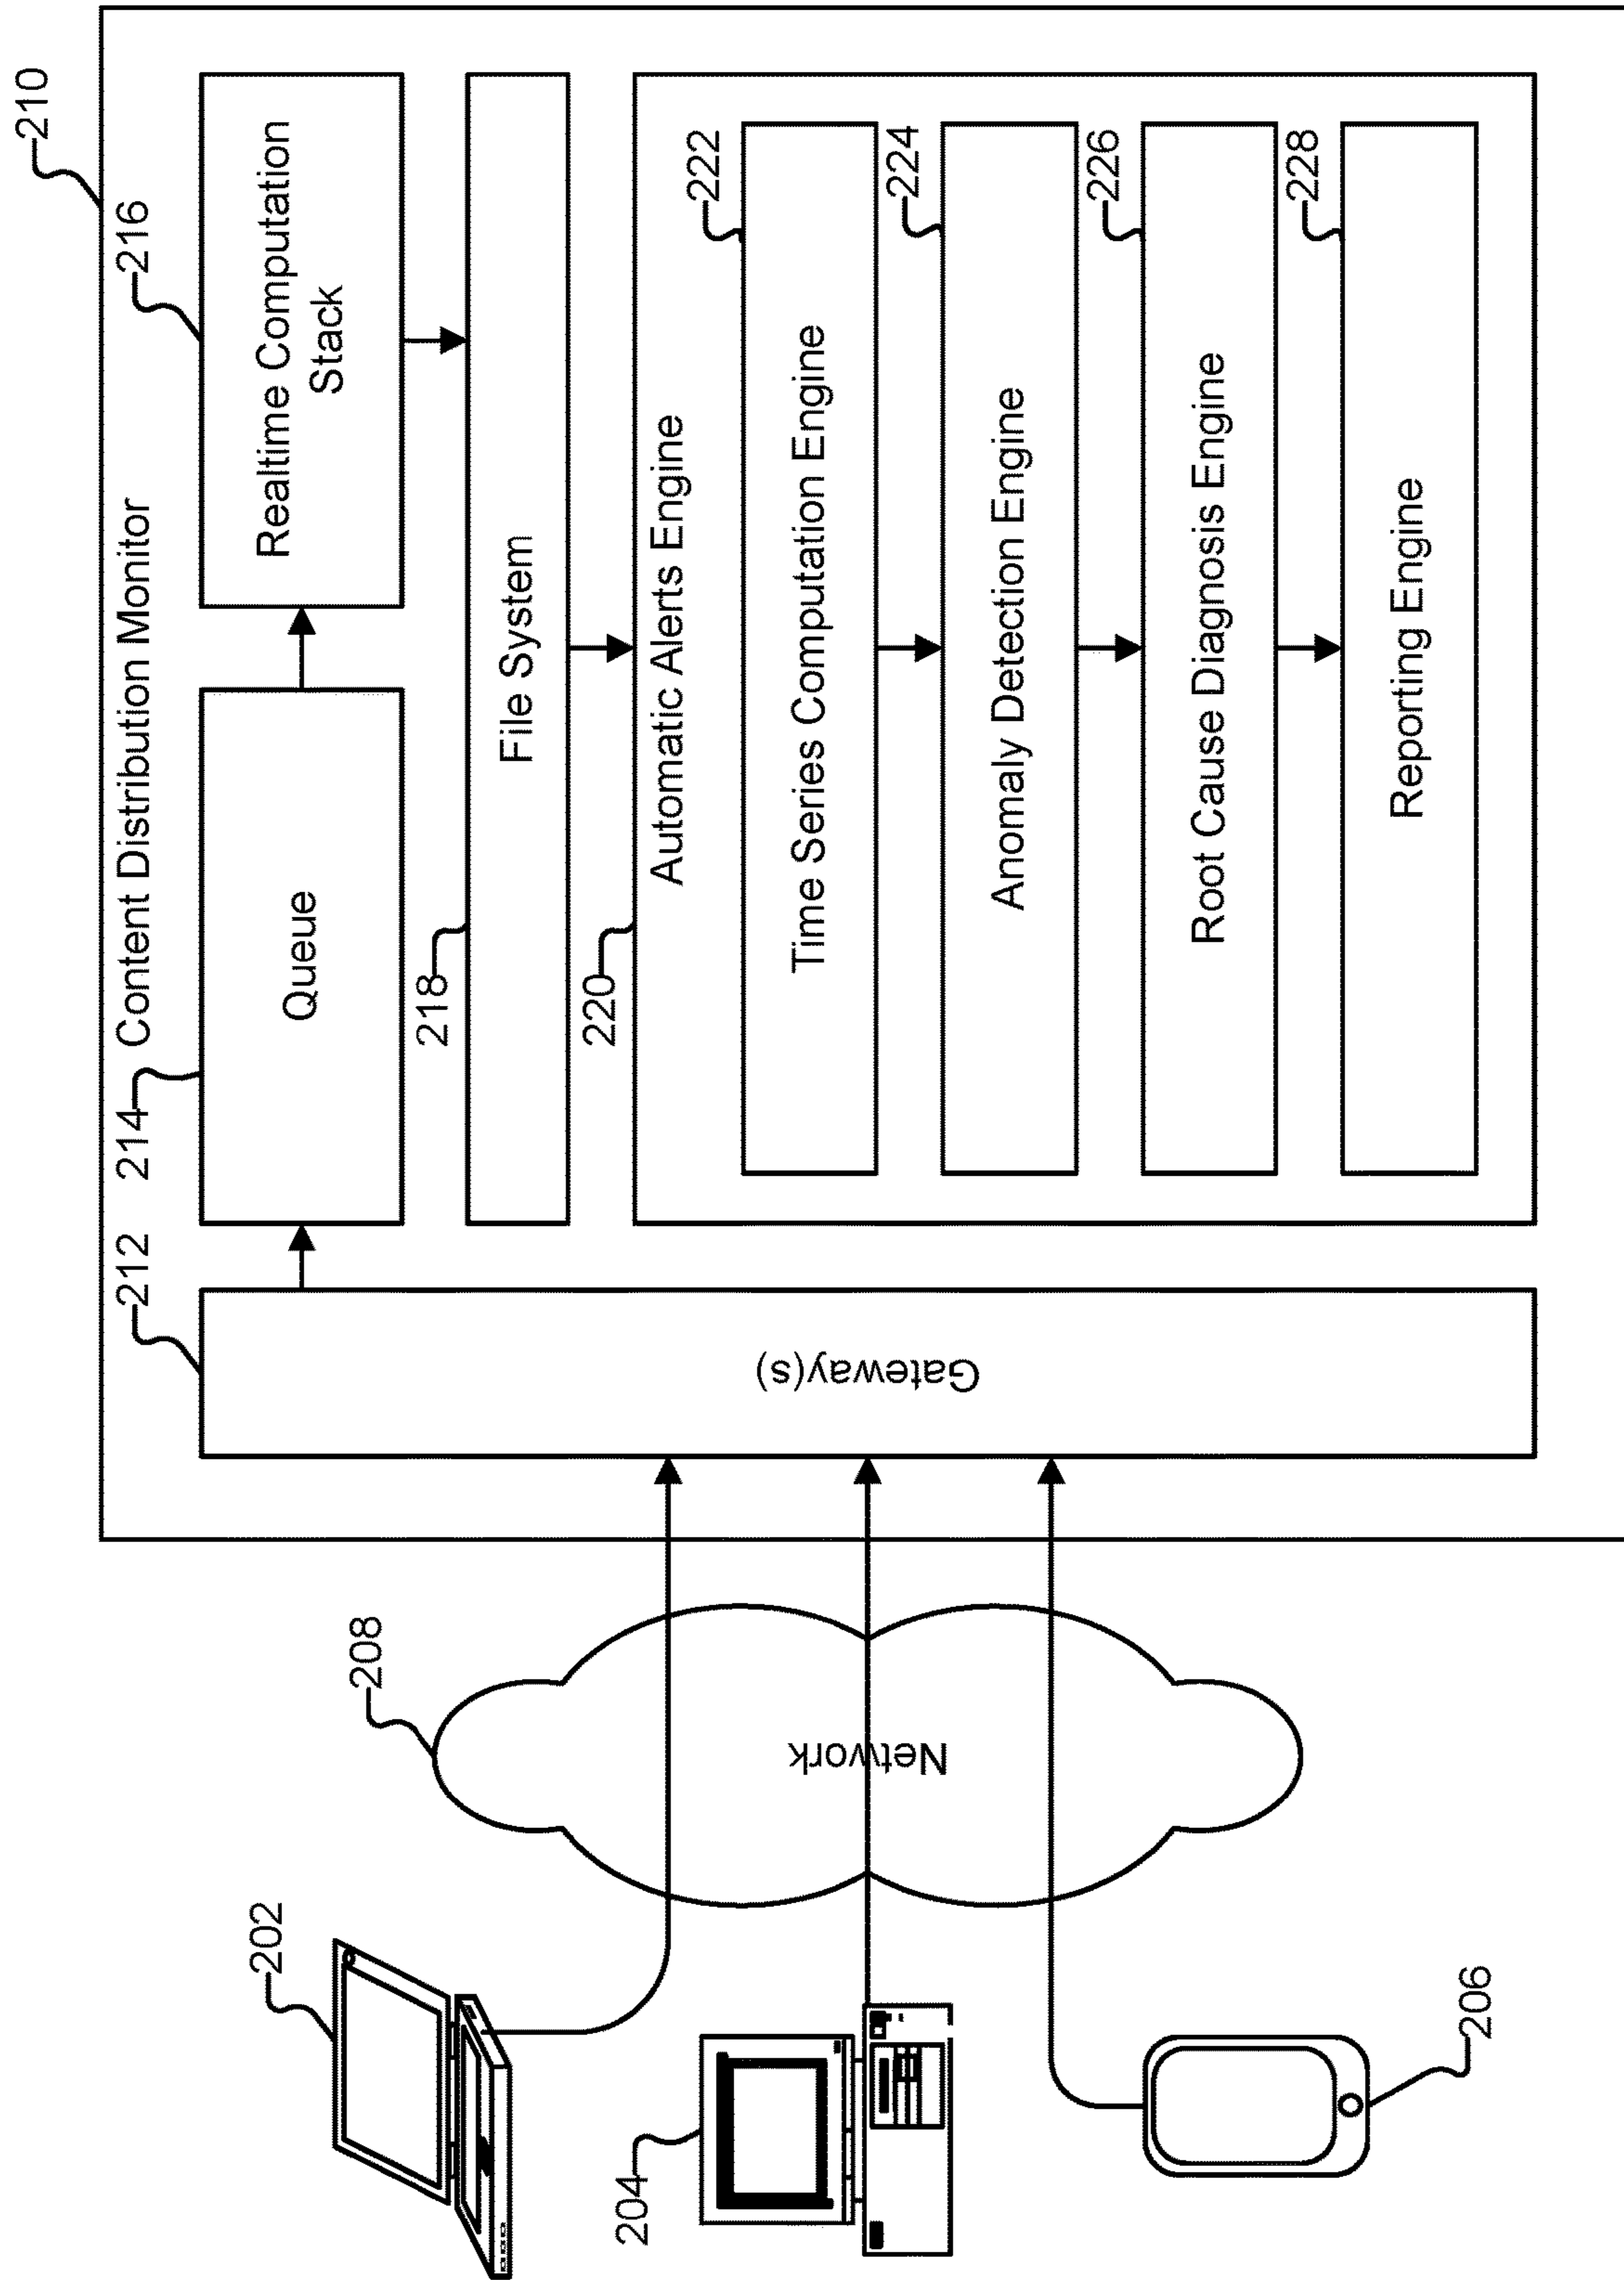 210
Content Distribution Monitor
212
214
216
Queue
Realtime Computation
Stack
218
File System
220
Automatic Alerts Engine
222
Time Series Computation Engine
224
Anomaly Detection Engine
226
Root Cause Diagnosis Engine
228
Reporting Engine
Gateway(s)
208
Network
202
204
206